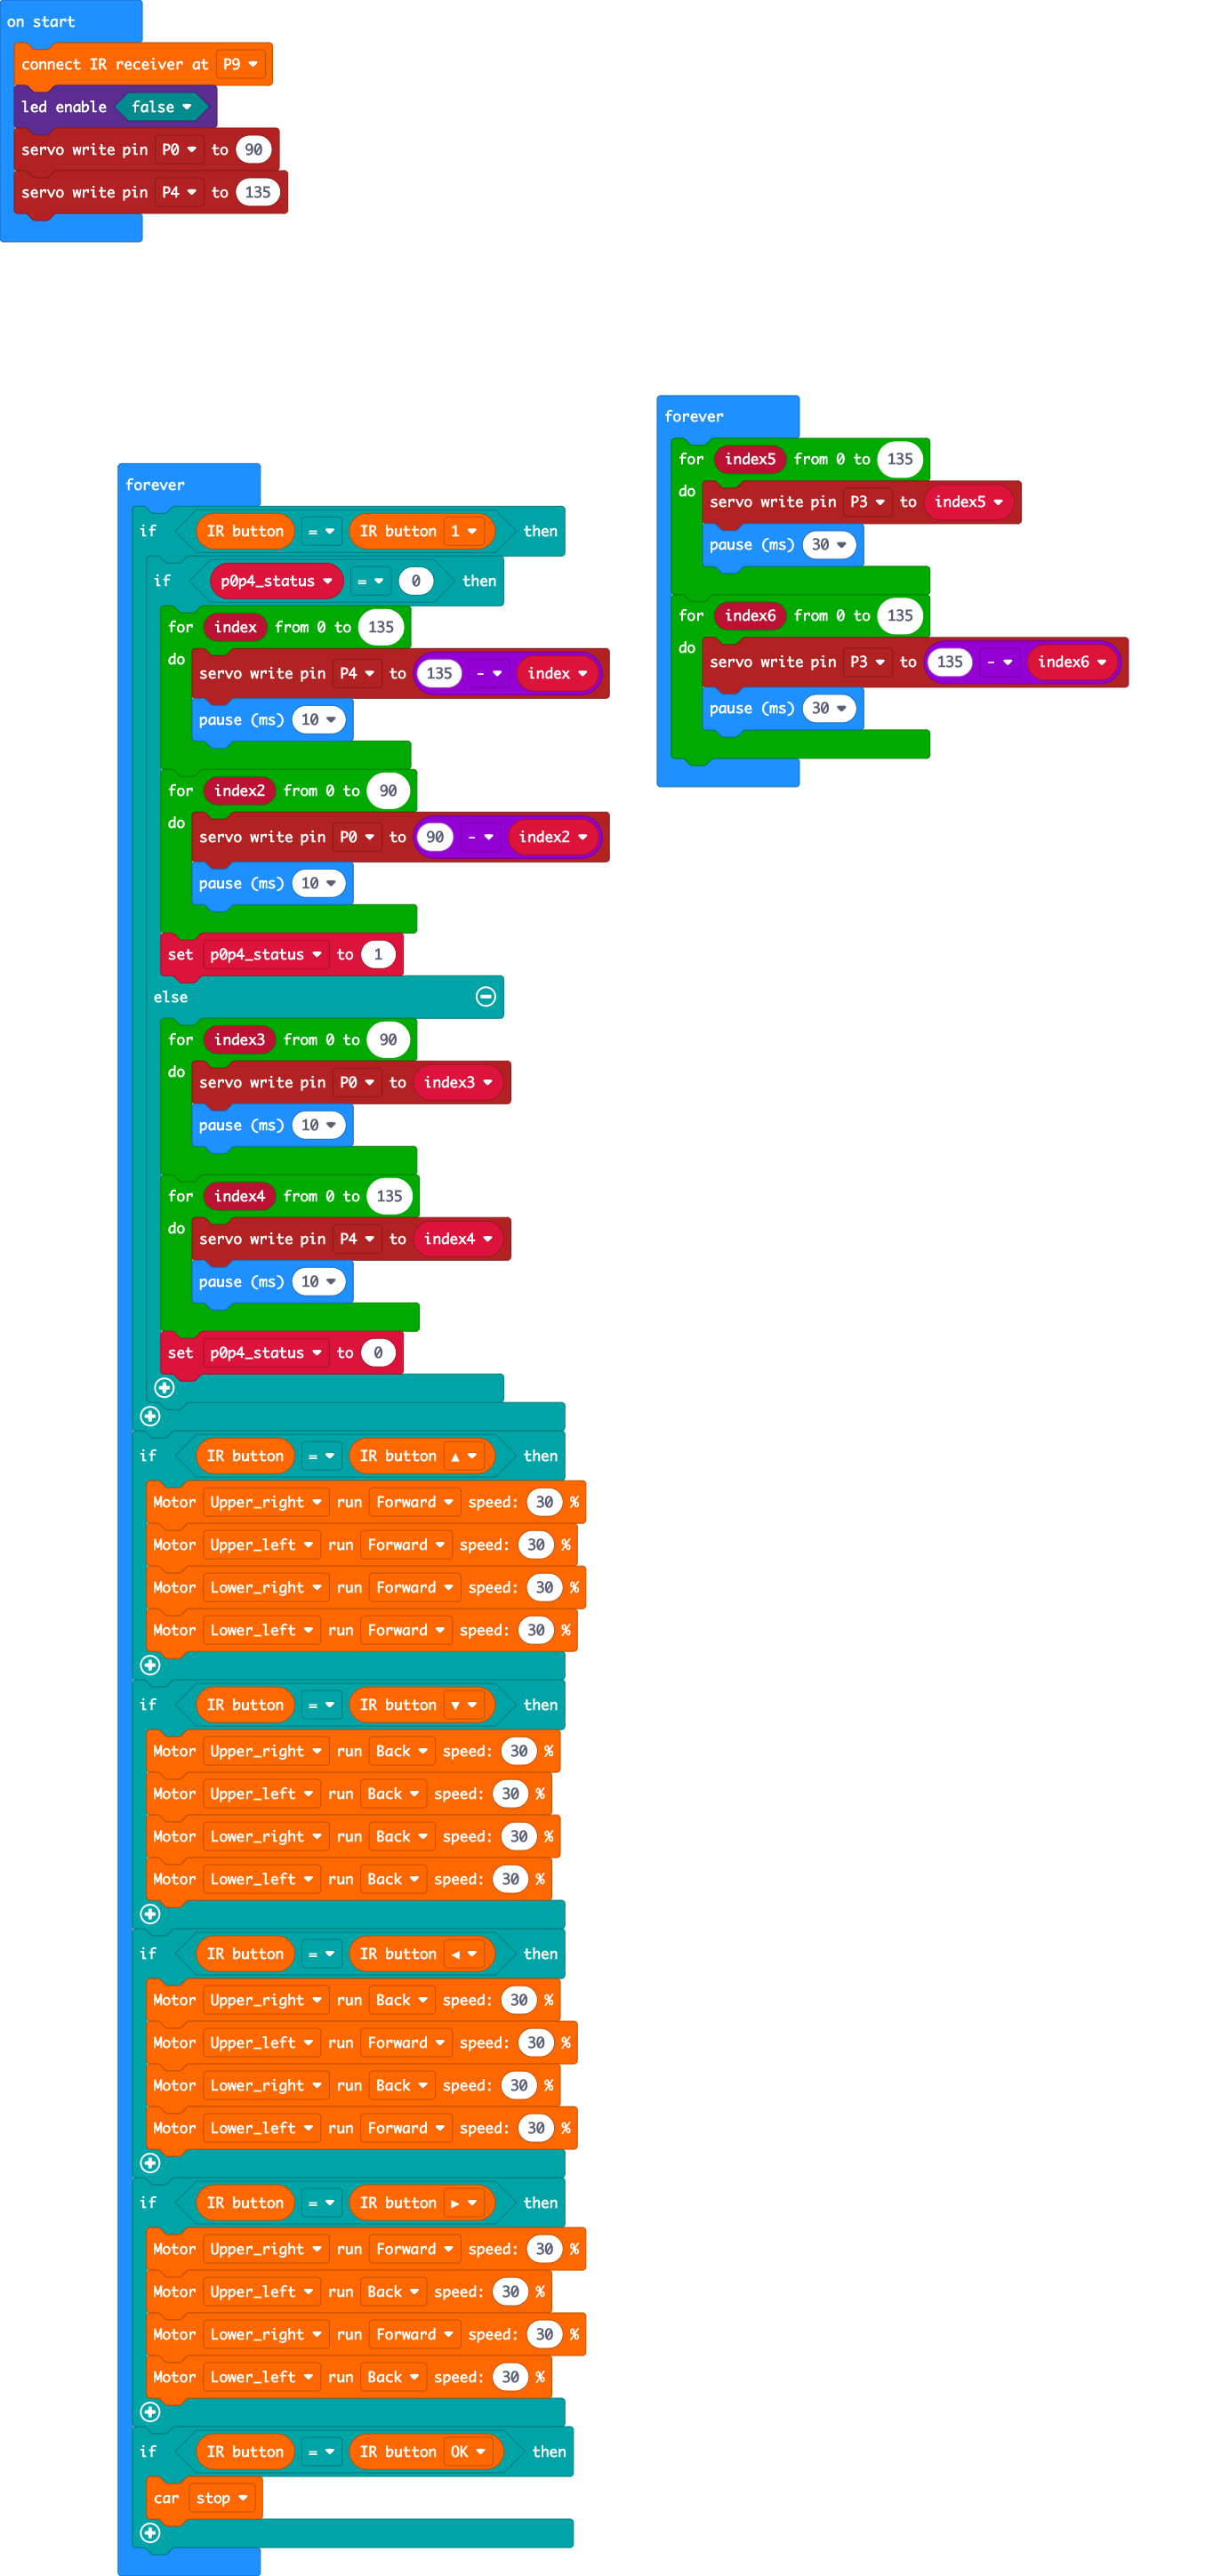 on start
connect IR receiver at P9
led enable false
servo write pin P0 to 90
servo write pin P4 to 135
forever
if IR button = IR button 1 then
if p0p4_status = 0 then
for index from 0 to 135
do servo write pin P4 to 135 - index
pause (ms) 10
for index2 from 0 to 90
do servo write pin P0 to 90 - index2
pause (ms) 10
set p0p4_status to 1
else
for index3 from 0 to 90
do servo write pin P0 to index3
pause (ms) 10
for index4 from 0 to 135
do servo write pin P4 to index4
pause (ms) 10
set p0p4_status to 0
if IR button = IR button ▲ then
Motor Upper_right run Forward speed: 30 %
Motor Upper_left run Forward speed: 30 %
Motor Lower_right run Forward speed: 30 %
Motor Lower_left run Forward speed: 30 %
if IR button = IR button ▼ then
Motor Upper_right run Back speed: 30 %
Motor Upper_left run Back speed: 30 %
Motor Lower_right run Back speed: 30 %
Motor Lower_left run Back speed: 30 %
if IR button = IR button ◀ then
Motor Upper_right run Back speed: 30 %
Motor Upper_left run Forward speed: 30 %
Motor Lower_right run Back speed: 30 %
Motor Lower_left run Forward speed: 30 %
if IR button = IR button ▶ then
Motor Upper_right run Forward speed: 30 %
Motor Upper_left run Back speed: 30 %
Motor Lower_right run Forward speed: 30 %
Motor Lower_left run Back speed: 30 %
if IR button = IR button OK then
car stop
forever
for index5 from 0 to 135
do servo write pin P3 to index5
pause (ms) 30
for index6 from 0 to 135
do servo write pin P3 to 135 - index6
pause (ms) 30